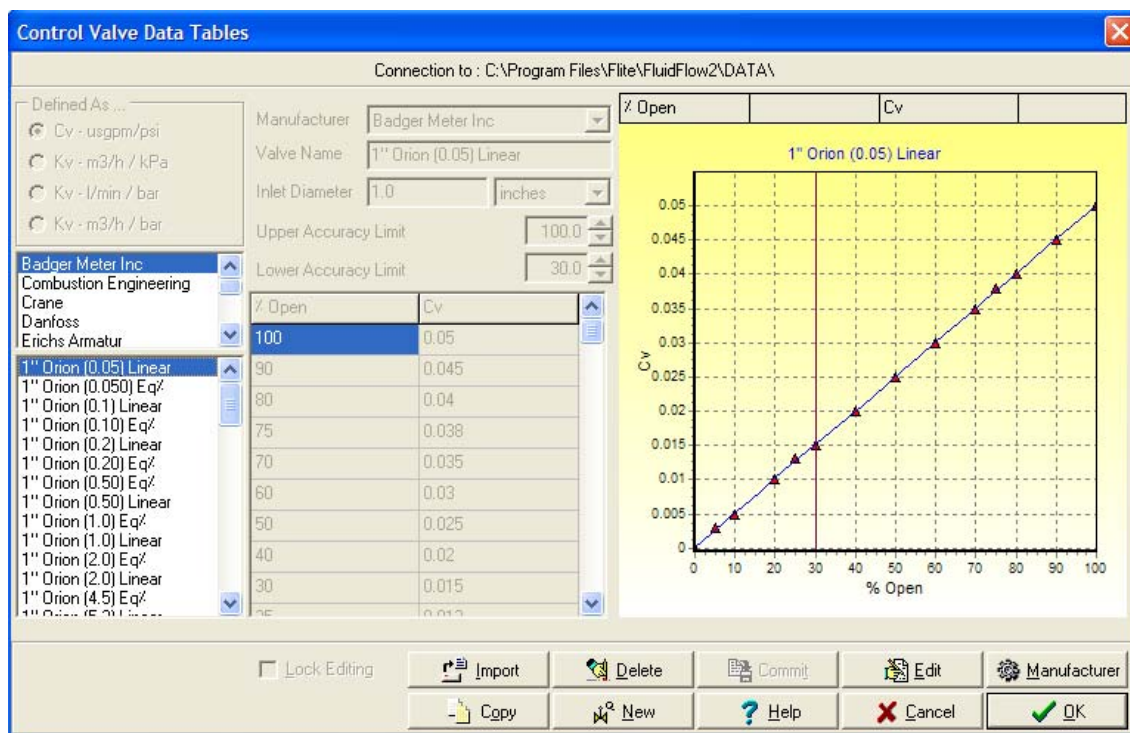 Control Valve Data Tables
Connection to : C:\Program Files\Flite\FluidFlow2\DATA\
Defined As ...
Cv - usgpm/psi
Kv - m3/h / kPa
Kv - l/min / bar
Kv - m3/h / bar
Manufacturer Badger Meter Inc
Valve Name 1" Orion (0.05) Linear
Inlet Diameter 1.0 inches
Upper Accuracy Limit 100.0
Lower Accuracy Limit 30.0
Badger Meter Inc
Combustion Engineering
Crane
Danfoss
Erichs Armatur
1" Orion (0.05) Linear
1" Orion (0.050) Eq%
1" Orion (0.1) Linear
1" Orion (0.10) Eq%
1" Orion (0.2) Linear
1" Orion (0.20) Eq%
1" Orion (0.50) Eq%
1" Orion (0.50) Linear
1" Orion (1.0) Eq%
1" Orion (1.0) Linear
1" Orion (2.0) Eq%
1" Orion (2.0) Linear
1" Orion (4.5) Eq%
% Open Cv
100 0.05
90 0.045
80 0.04
75 0.038
70 0.035
60 0.03
50 0.025
40 0.02
30 0.015
% Open Cv
1" Orion (0.05) Linear
0.05
0.045
0.04
0.035
0.03
0.025
0.02
0.015
0.01
0.005
0
Cv
0 10 20 30 40 50 60 70 80 90 100
% Open
Lock Editing
Import Delete Commit Edit Manufacturer
Copy New Help Cancel OK